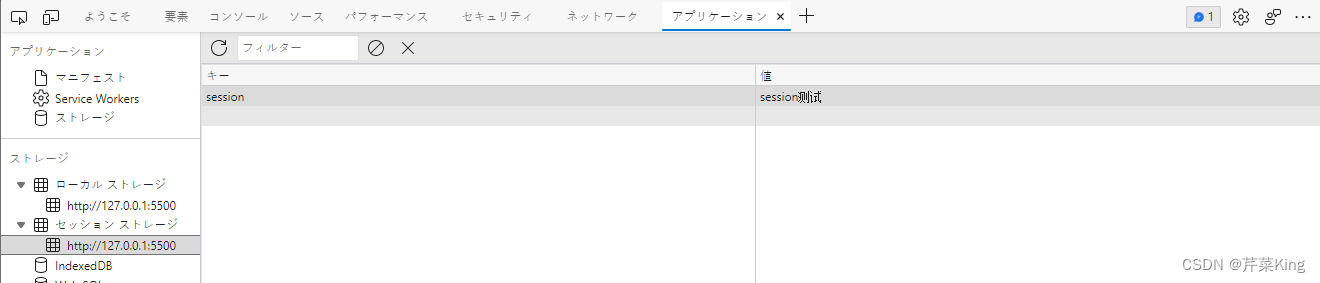 ようこそ 要素 コンソール ソース パフォーマンス セキュリティ ネットワーク アプリケーション 1
アプリケーション
フィルター
マニフェスト
Service Workers
ストレージ
ストレージ
ローカル ストレージ
http://127.0.0.1:5500
セッション ストレージ
http://127.0.0.1:5500
IndexedDB
キー 値
session session测试
CSDN @芹菜King